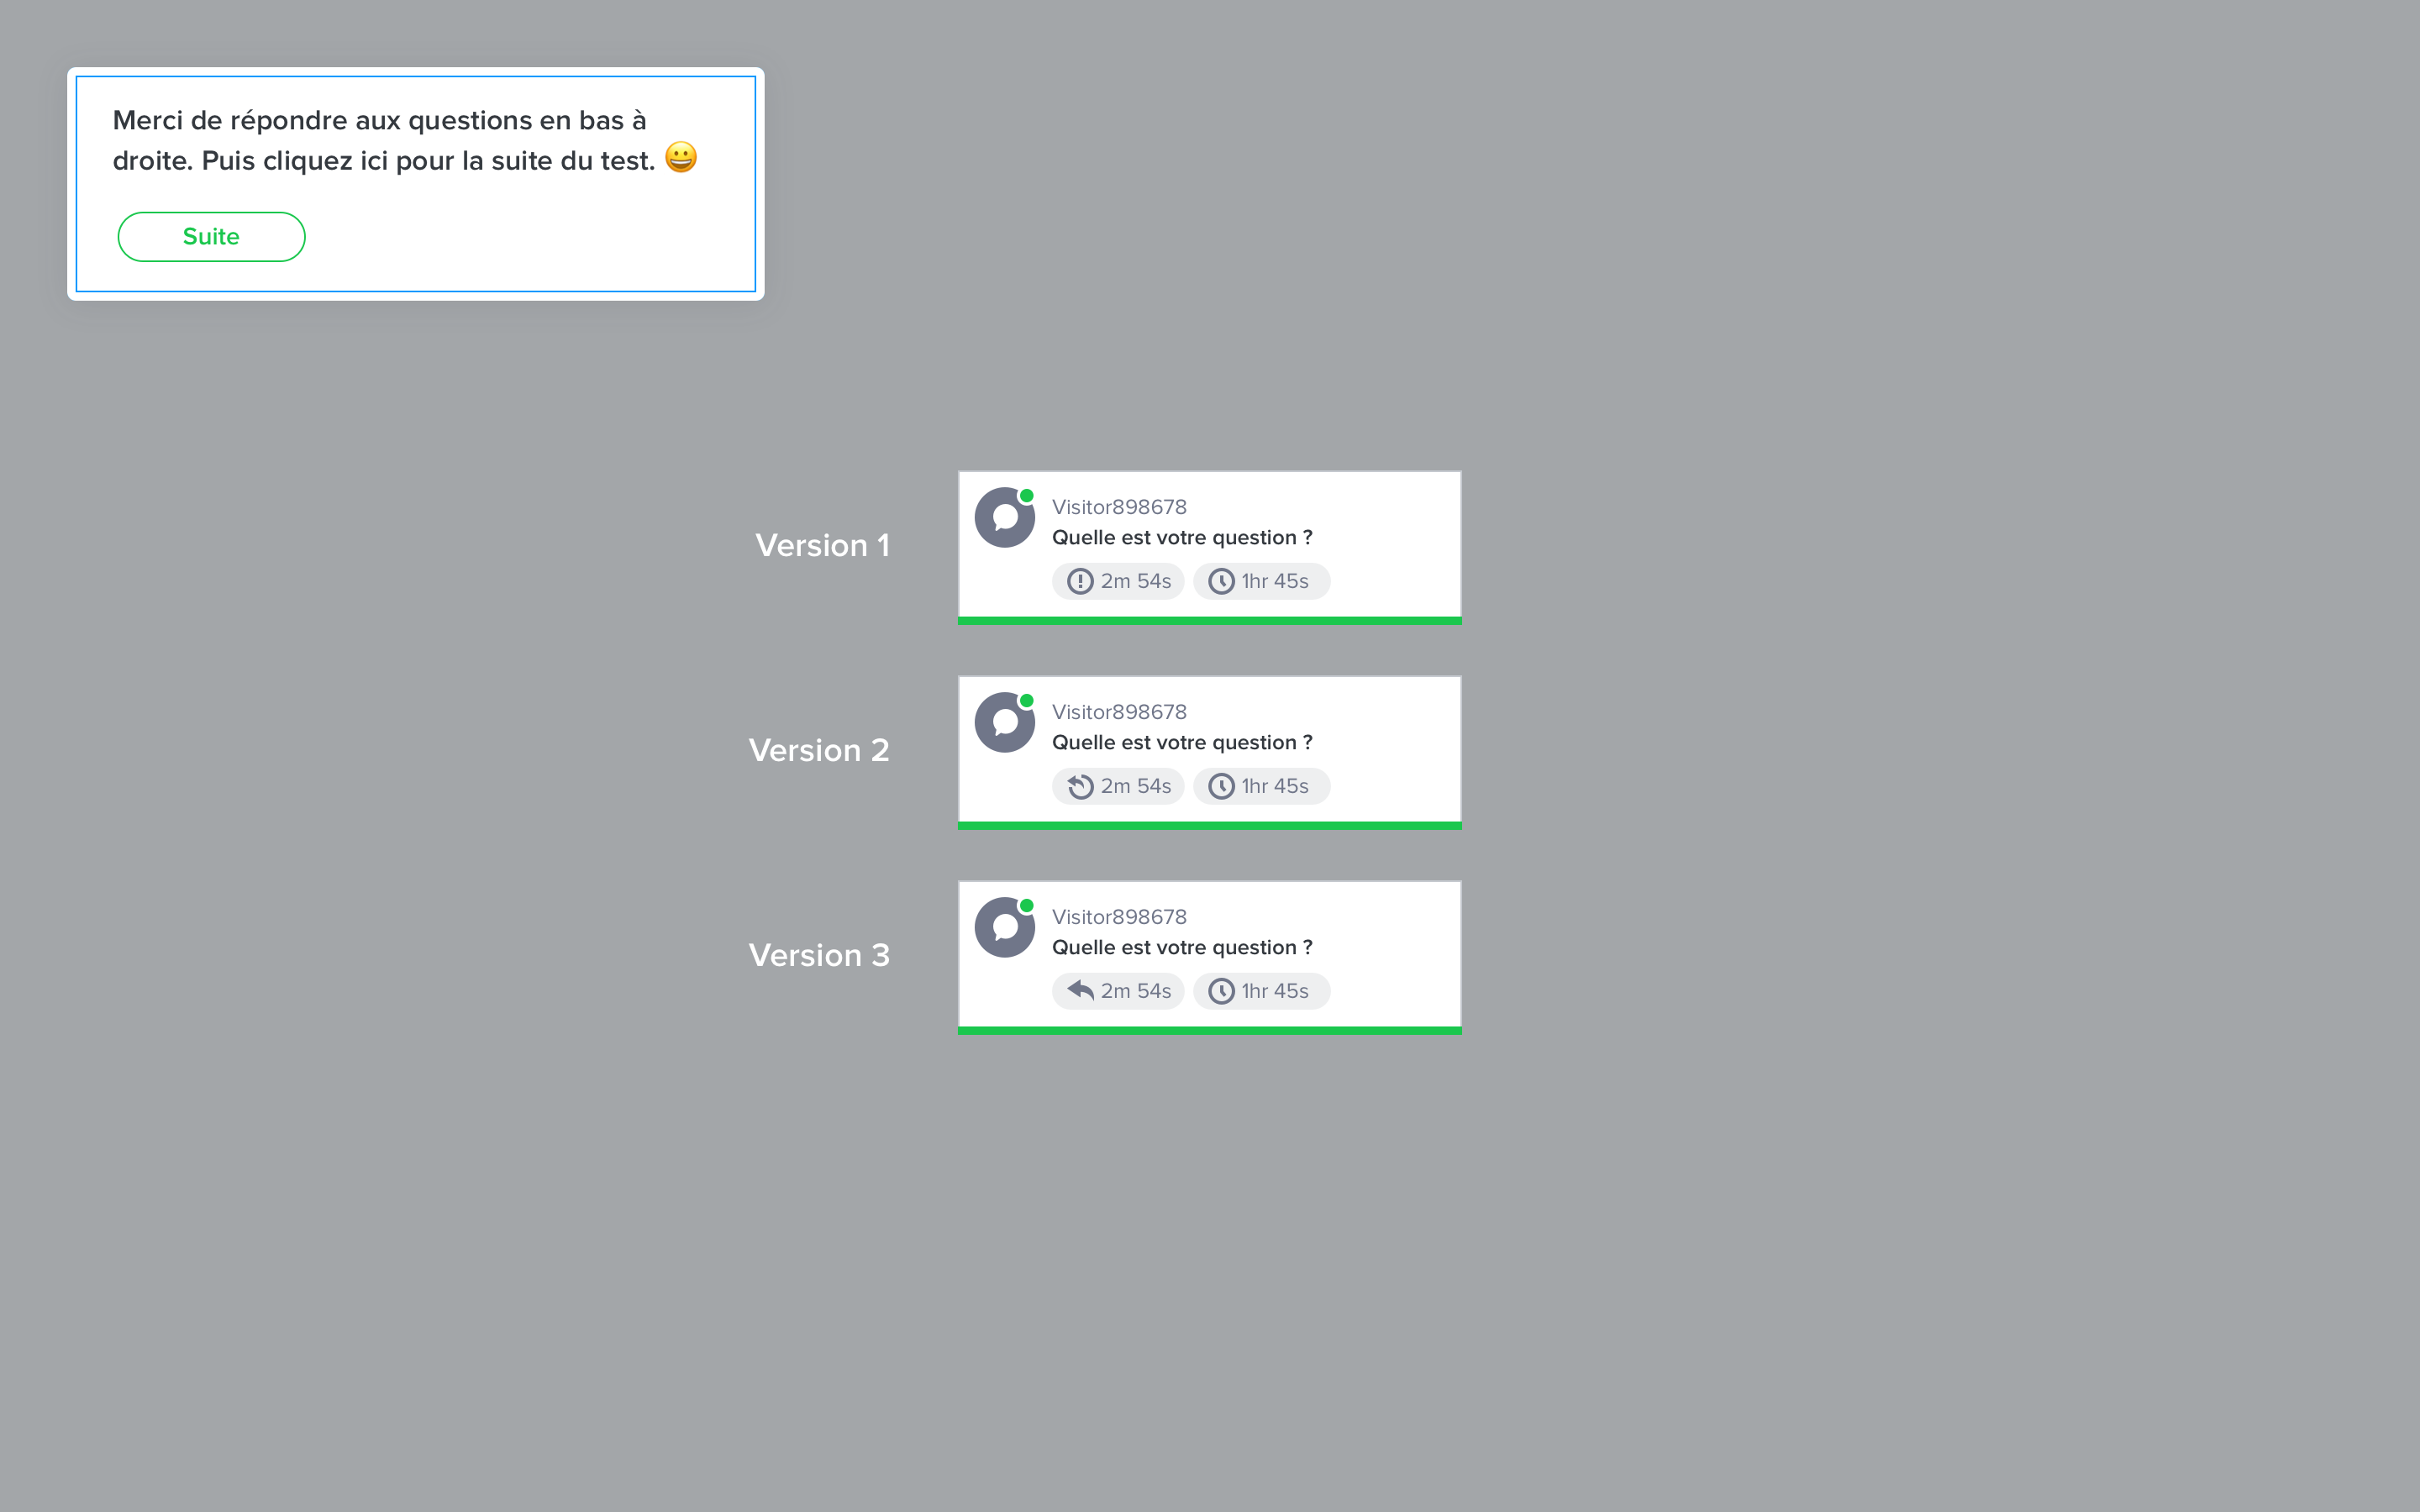 Merci de répondre aux questions en bas à
droite. Puis cliquez ici pour la suite du test. 😀
Suite
Version 1
Visitor898678
Quelle est votre question ?
2m 54s 1hr 45s
Version 2
Visitor898678
Quelle est votre question ?
2m 54s 1hr 45s
Version 3
Visitor898678
Quelle est votre question ?
2m 54s 1hr 45s